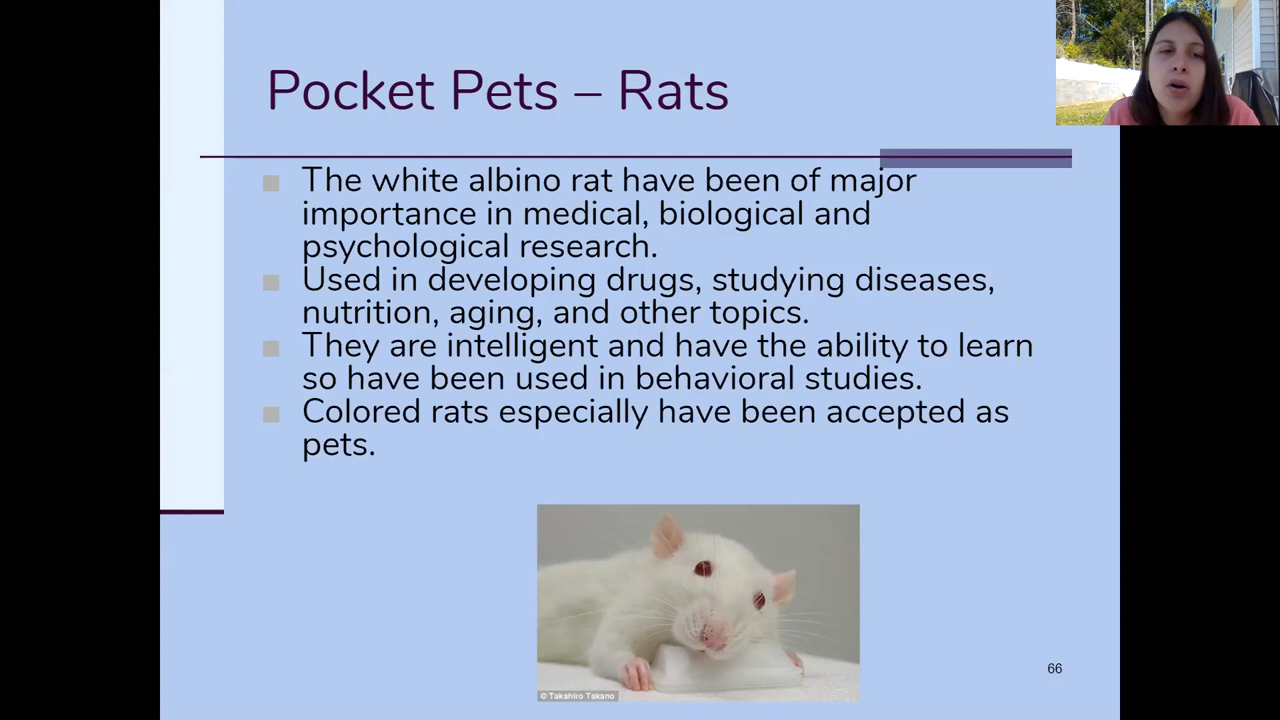 Pocket Pets – Rats
The white albino rat have been of major
importance in medical, biological and
psychological research.
Used in developing drugs, studying diseases,
nutrition, aging, and other topics.
They are intelligent and have the ability to learn
so have been used in behavioral studies.
Colored rats especially have been accepted as
pets.
© Takahiro Takano
66